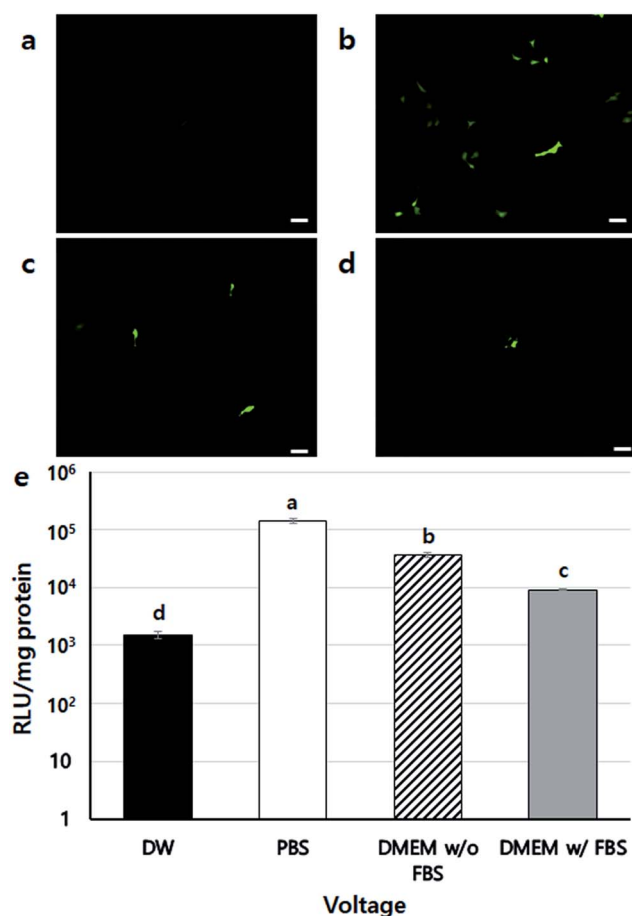 a
b
c
d
e
10⁶
10⁵
10⁴
10³
10²
10
1
RLU/mg protein
d
a
b
c
DW
PBS
DMEM w/o
FBS
DMEM w/ FBS
Voltage